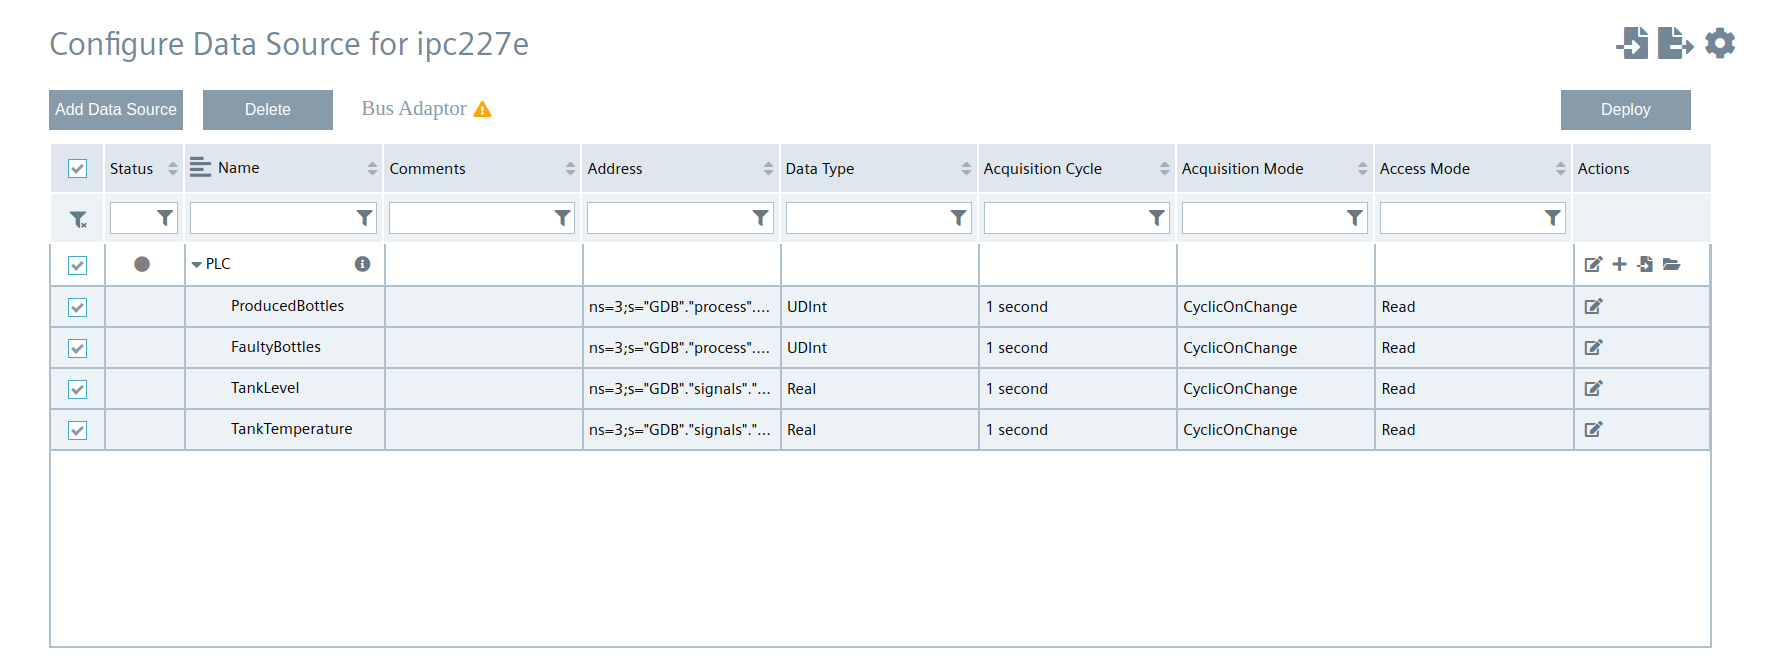 Configure Data Source for ipc227e
Add Data Source Delete Bus Adaptor Deploy
Status Name Comments Address Data Type Acquisition Cycle Acquisition Mode Access Mode Actions
PLC
ProducedBottles ns=3;s="GDB"."process".... UDInt 1 second CyclicOnChange Read
FaultyBottles ns=3;s="GDB"."process".... UDInt 1 second CyclicOnChange Read
TankLevel ns=3;s="GDB"."signals"."... Real 1 second CyclicOnChange Read
TankTemperature ns=3;s="GDB"."signals"."... Real 1 second CyclicOnChange Read